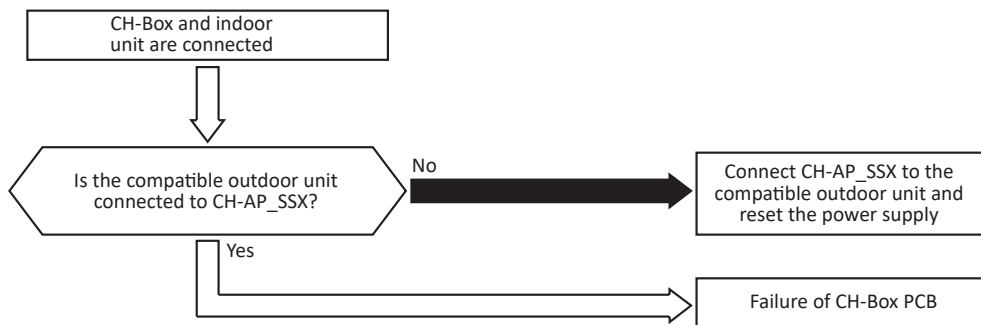 CH-Box and indoor
unit are connected
Is the compatible outdoor unit
connected to CH-AP_SSX?
No
Connect CH-AP_SSX to the
compatible outdoor unit and
reset the power supply
Yes
Failure of CH-Box PCB